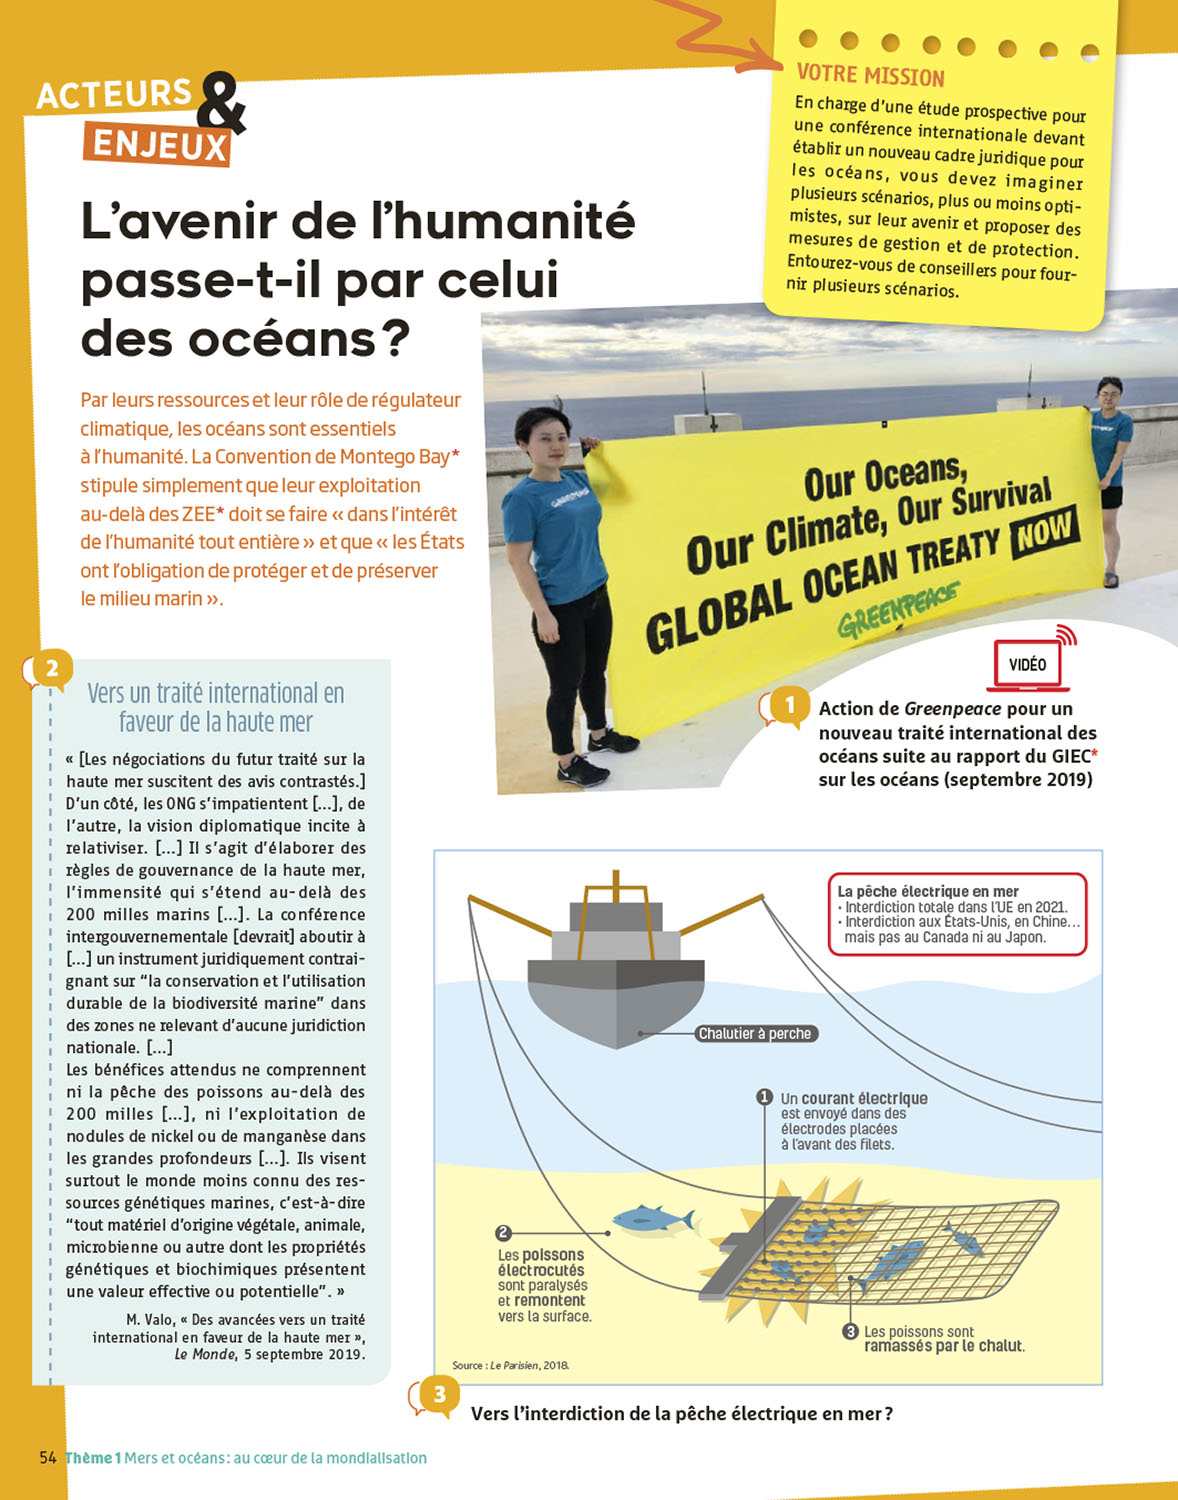 ACTEURS &
ENJEUX
VOTRE MISSION
En charge d'une étude prospective pour
une conférence internationale devant
établir un nouveau cadre juridique pour
les océans, vous devez imaginer
plusieurs scénarios, plus ou moins opti-
mistes, sur leur avenir et proposer des
mesures de gestion et de protection.
Entourez-vous de conseillers pour four-
nir plusieurs scénarios.
L'avenir de l'humanité
passe-t-il par celui
des océans ?
Par leurs ressources et leur rôle de régulateur
climatique, les océans sont essentiels
à l'humanité. La Convention de Montego Bay*
stipule simplement que leur exploitation
au-delà des ZEE* doit se faire « dans l'intérêt
de l'humanité tout entière » et que « les États
ont l'obligation de protéger et de préserver
le milieu marin ».
GREENPEACE
Greenpeace
Our Oceans,
Our Climate, Our Survival
GLOBAL OCEAN TREATY NOW
GREENPEACE
VIDÉO
1
Action de Greenpeace pour un
nouveau traité international des
océans suite au rapport du GIEC*
sur les océans (septembre 2019)
2
Vers un traité international en
faveur de la haute mer
« [Les négociations du futur traité sur la
haute mer suscitent des avis contrastés.]
D'un côté, les ONG s'impatientent [...], de
l'autre, la vision diplomatique incite à
relativiser. [...] Il s'agit d'élaborer des
règles de gouvernance de la haute mer,
l'immensité qui s'étend au-delà des
200 milles marins [...]. La conférence
intergouvernementale [devrait] aboutir à
[...] un instrument juridiquement contrai-
gnant sur “la conservation et l'utilisation
durable de la biodiversité marine” dans
des zones ne relevant d'aucune juridiction
nationale. [...]
Les bénéfices attendus ne comprennent
ni la pêche des poissons au-delà des
200 milles [...], ni l'exploitation de
nodules de nickel ou de manganèse dans
les grandes profondeurs [...]. Ils visent
surtout le monde moins connu des res-
sources génétiques marines, c'est-à-dire
“tout matériel d'origine végétale, animale,
microbienne ou autre dont les propriétés
génétiques et biochimiques présentent
une valeur effective ou potentielle”. »
M. Valo, « Des avancées vers un traité
international en faveur de la haute mer »,
Le Monde, 5 septembre 2019.
La pêche électrique en mer
· Interdiction totale dans l'UE en 2021.
· Interdiction aux États-Unis, en Chine...
mais pas au Canada ni au Japon.
Chalutier à perche
1 Un courant électrique
est envoyé dans des
électrodes placées
à l'avant des filets.
2
Les poissons
électrocutés
sont paralysés
et remontent
vers la surface.
3 Les poissons sont
ramassés par le chalut.
Source : Le Parisien, 2018.
3
Vers l'interdiction de la pêche électrique en mer ?
54 Thème 1 Mers et océans : au cœur de la mondialisation